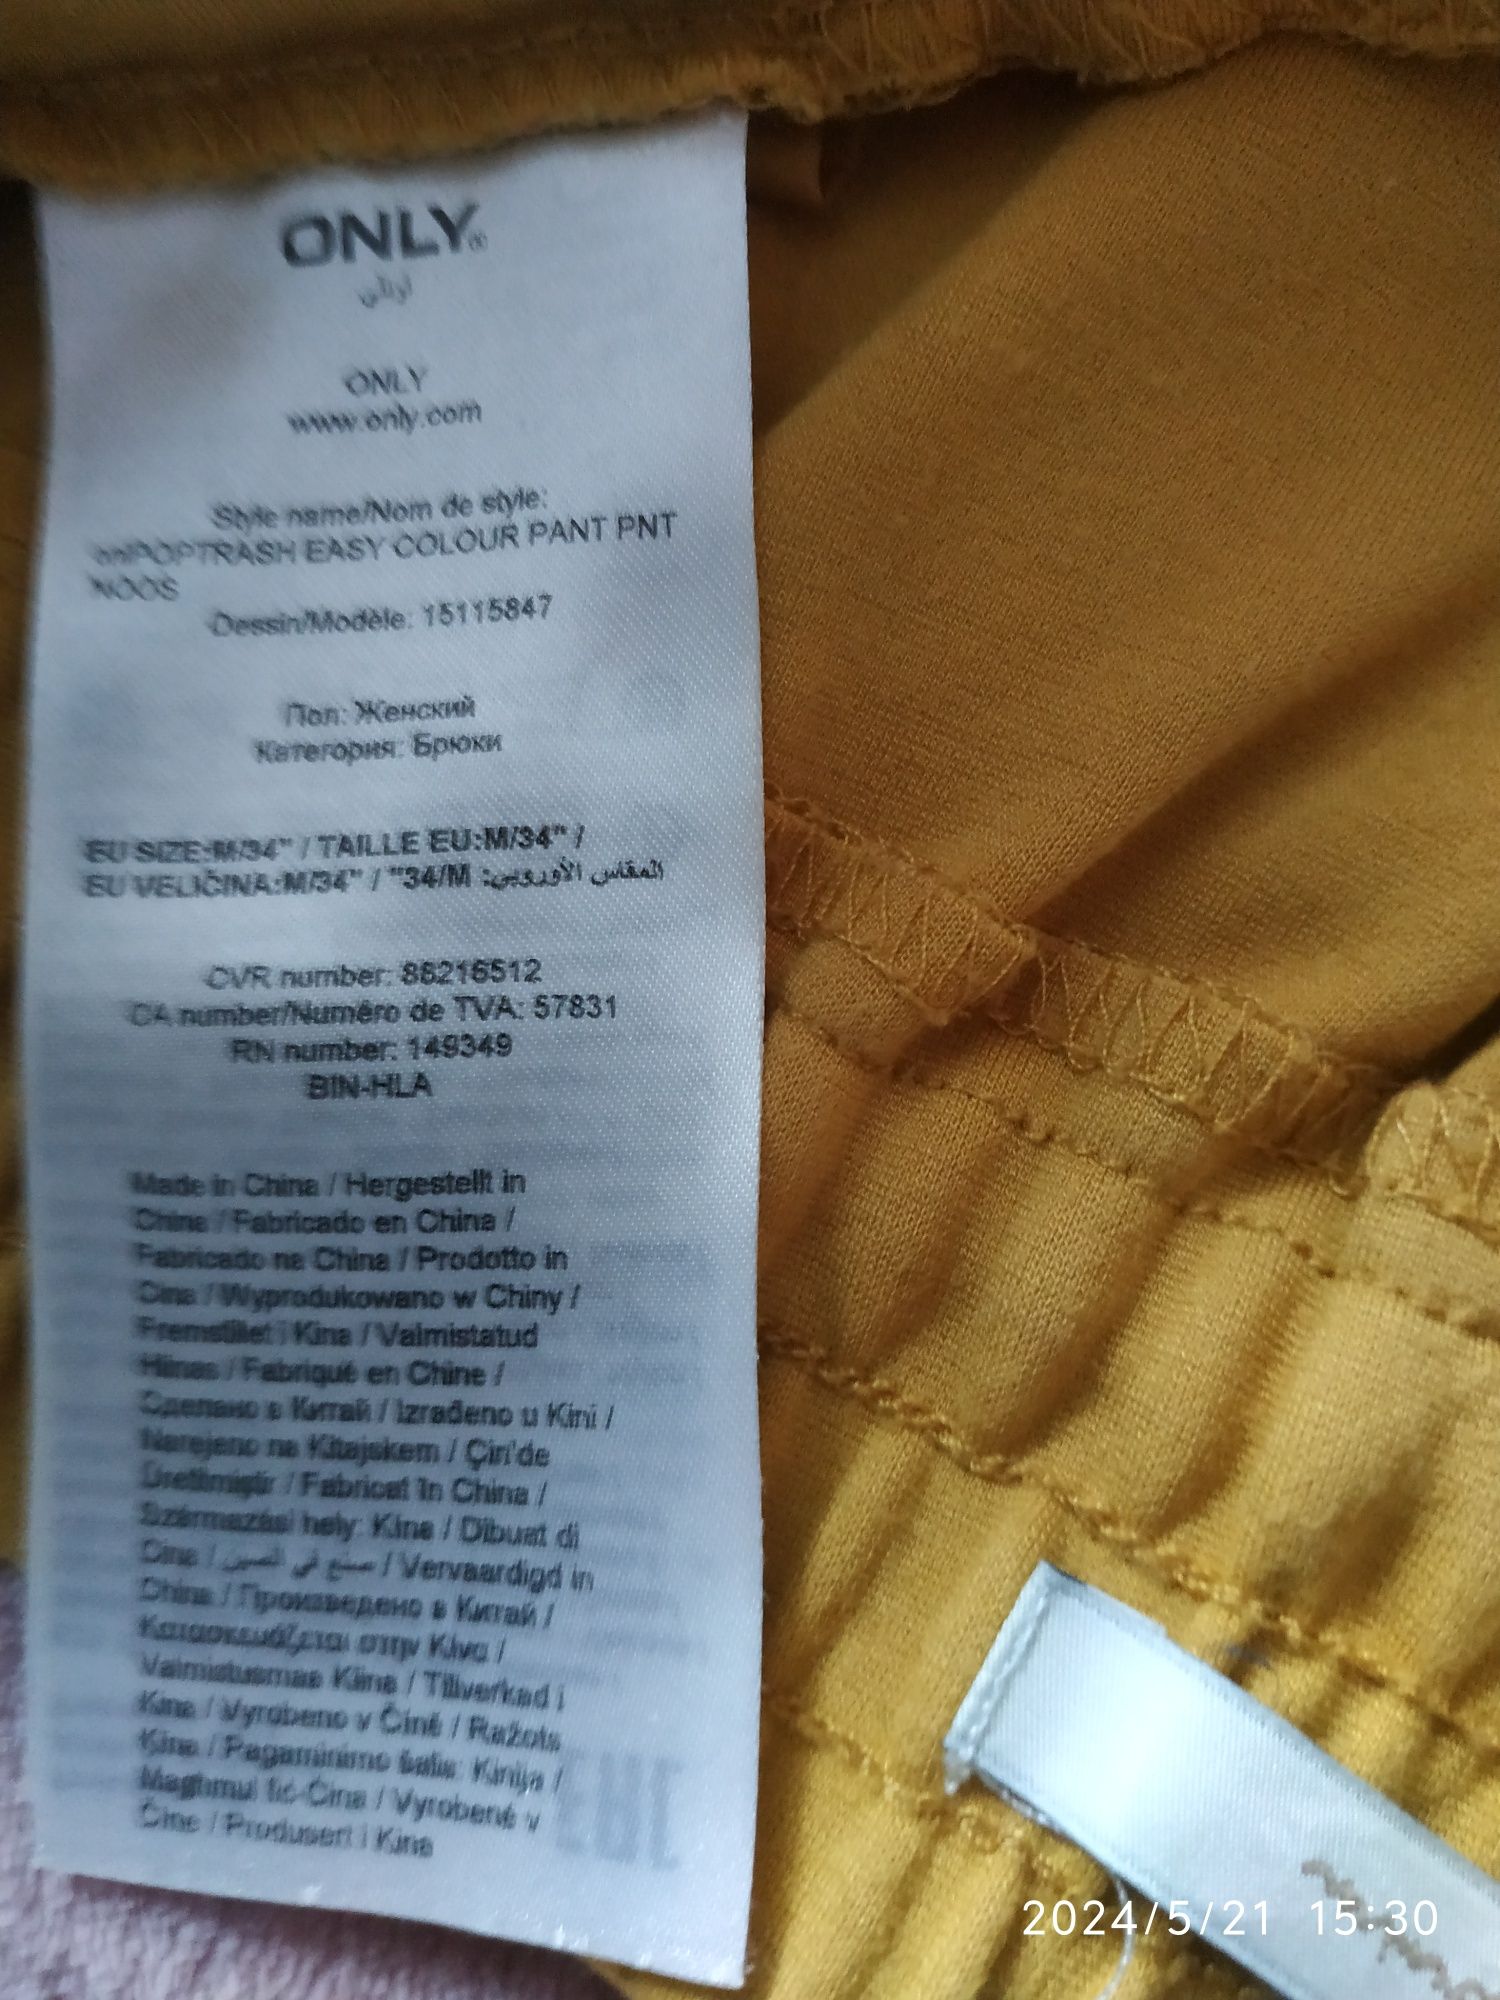 ONLY®
اونلي
ONLY
www.only.com
Style name/Nom de style:
onlPOPTRASH EASY COLOUR PANT PNT
NOOS
Dessin/Modèle: 15115847
Пол: Женский
Категория: Брюки
EU SIZE:M/34" / TAILLE EU:M/34" /
EU VELIČINA:M/34" / "34/M :المقاس الأوروبي
CVR number: 88216512
CA number/Numéro de TVA: 57831
RN number: 149349
BIN-HLA
Made in China / Hergestellt in
China / Fabricado en China /
Fabricado na China / Prodotto in
Cina / Wyprodukowano w Chiny /
Fremstillet i Kina / Valmistatud
Hiinas / Fabriqué en Chine /
Сделано в Китай / Izrađeno u Kini /
Narejeno na Kitajskem / Çin'de
Üretilmiştir / Fabricat în China /
Származási hely: Kína / Dibuat di
Cina / صنع في الصين / Vervaardigd in
China / Произведено в Китай /
Κατασκευάζεται στην Κίνα /
Valmistusmaa Kiina / Tillverkad i
Kina / Vyrobeno v Číně / Ražots
Kīna / Pagaminimo šalis: Kinija /
Maghmul fiċ-Ċina / Vyrobené v
Číne / Produsert i Kina
2024/5/21 15:30